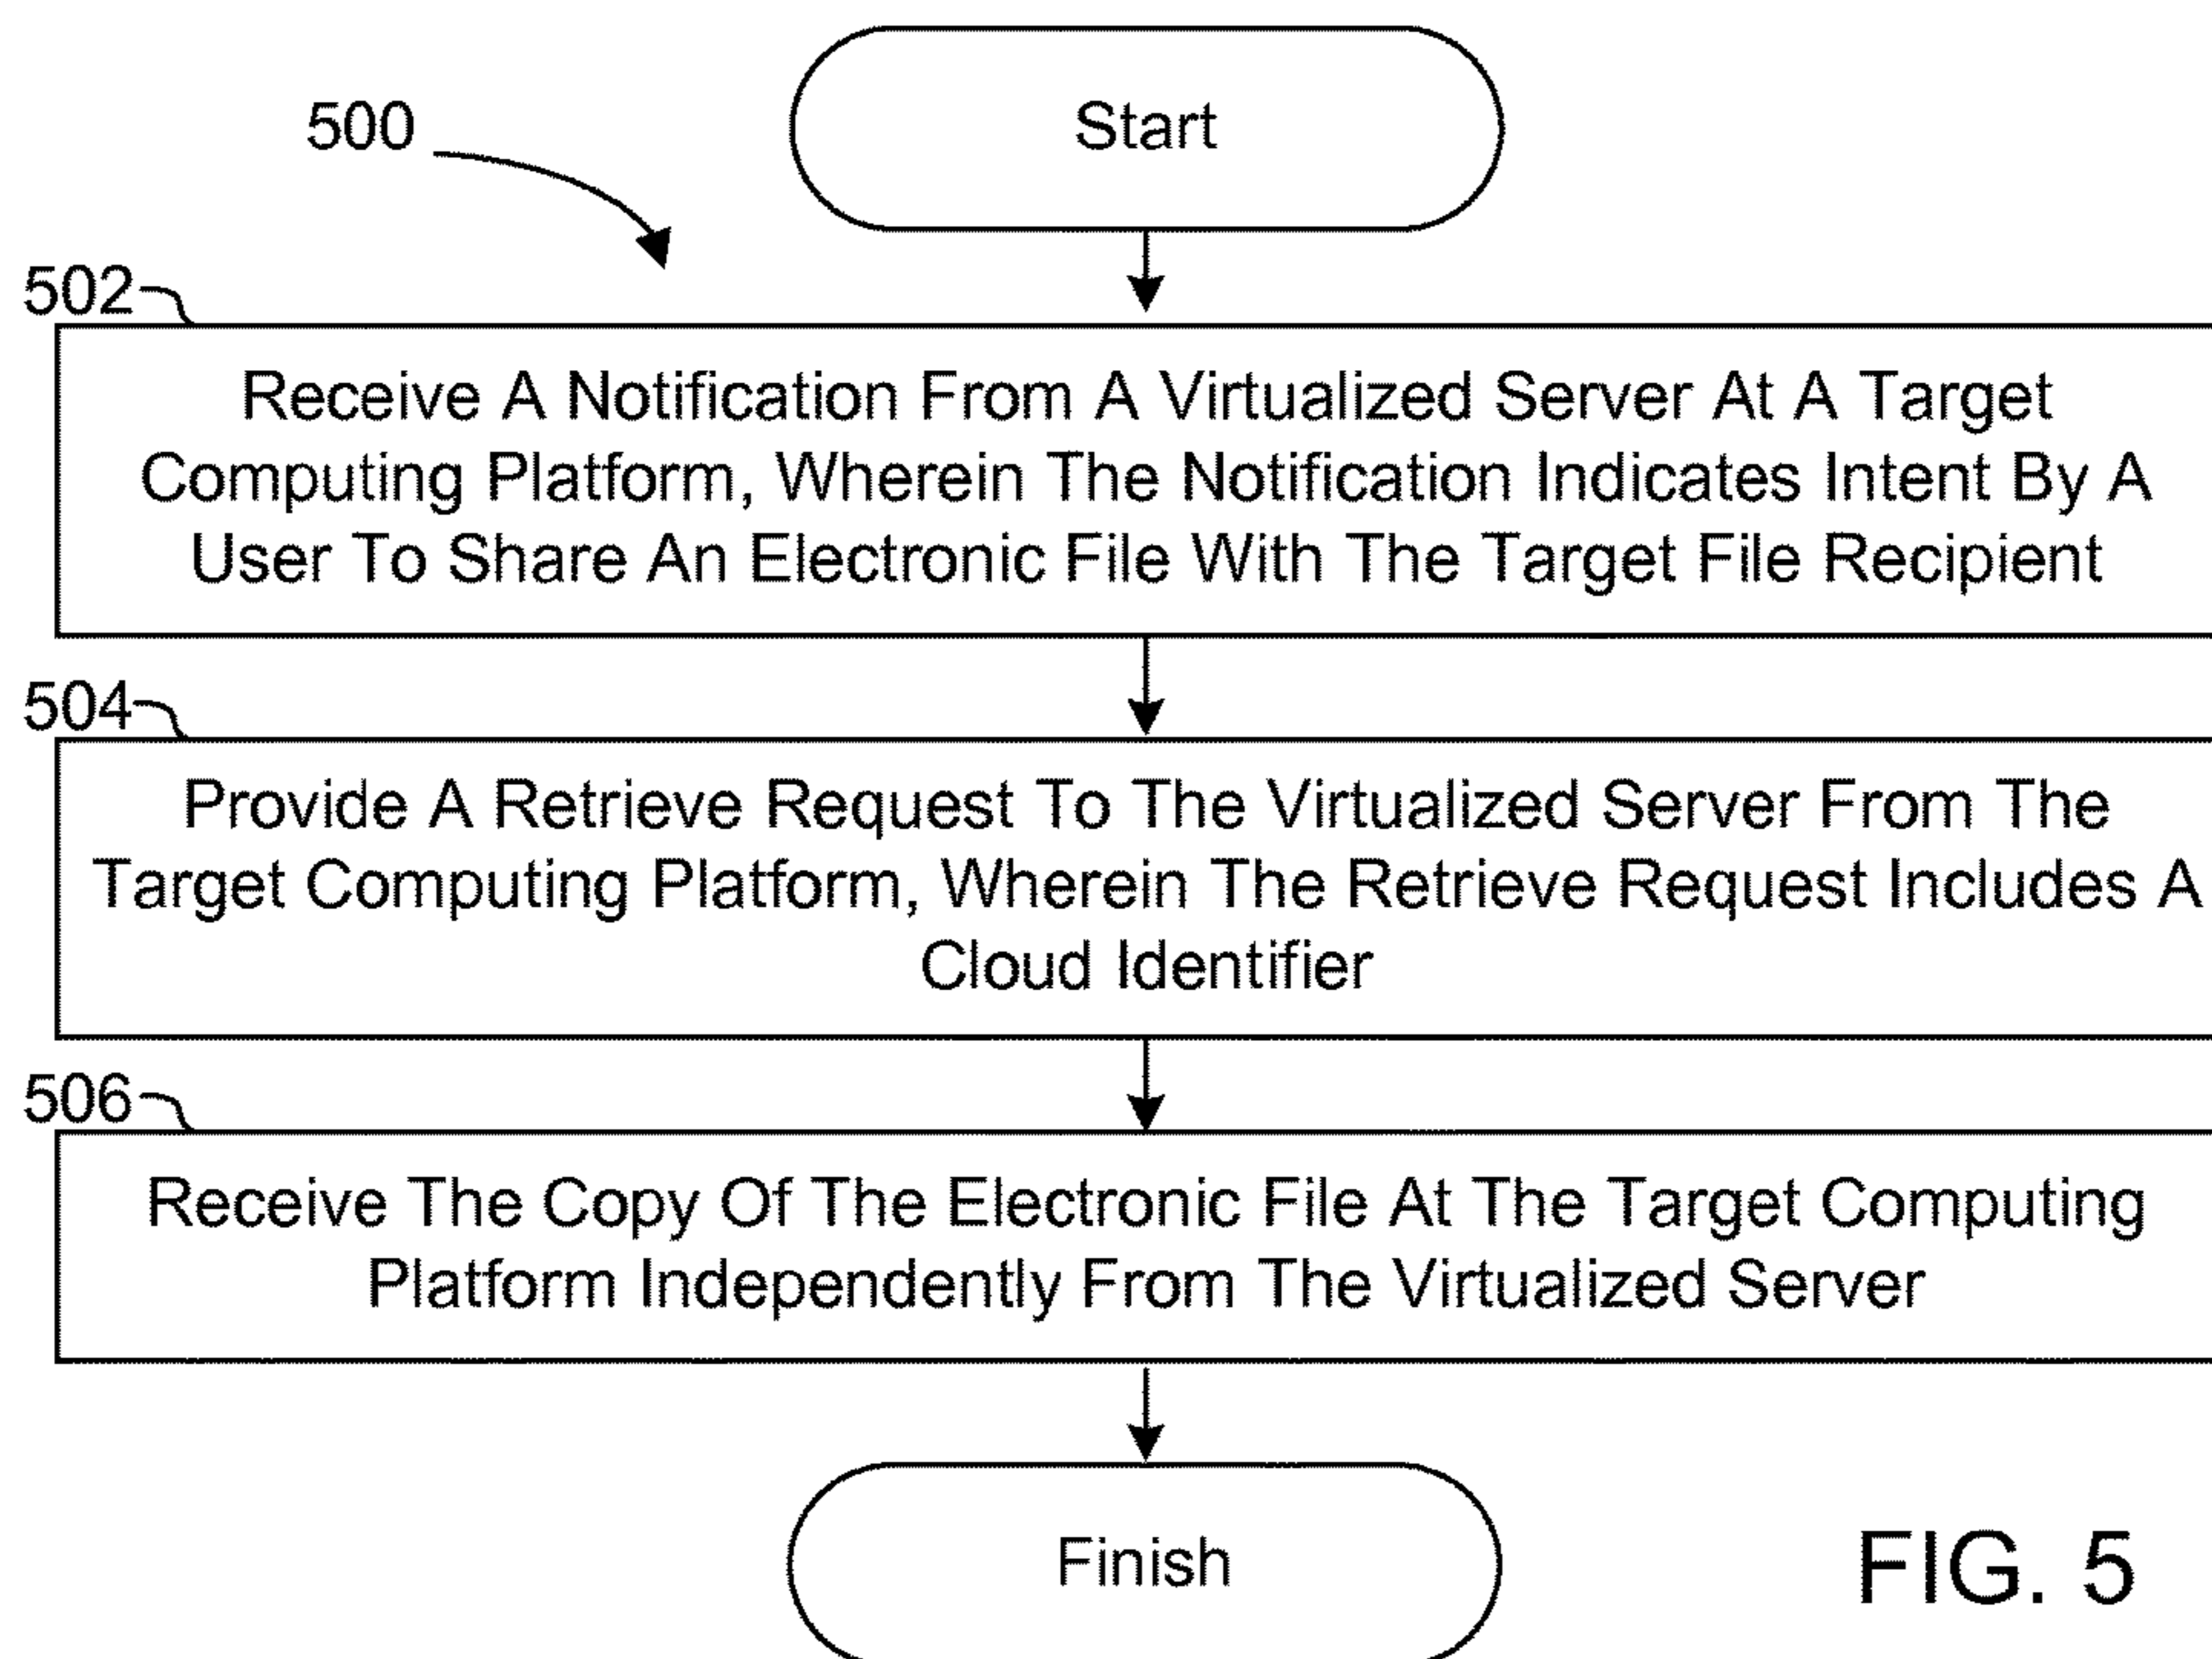 Start
500
502
Receive A Notification From A Virtualized Server At A Target
Computing Platform, Wherein The Notification Indicates Intent By A
User To Share An Electronic File With The Target File Recipient
504
Provide A Retrieve Request To The Virtualized Server From The
Target Computing Platform, Wherein The Retrieve Request Includes A
Cloud Identifier
506
Receive The Copy Of The Electronic File At The Target Computing
Platform Independently From The Virtualized Server
Finish
FIG. 5